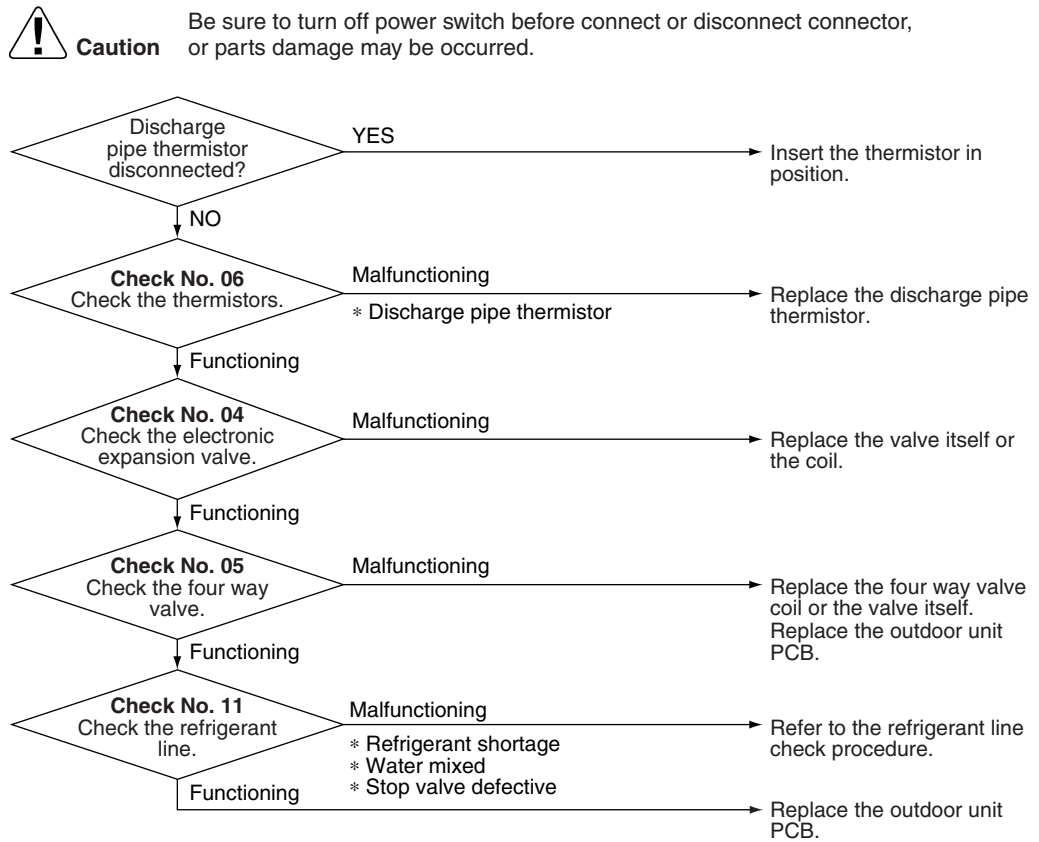 Be sure to turn off power switch before connect or disconnect connector,
Caution or parts damage may be occurred.
Discharge
pipe thermistor
disconnected?
YES
Insert the thermistor in
position.
NO
Check No. 06
Check the thermistors.
Malfunctioning
* Discharge pipe thermistor
Replace the discharge pipe
thermistor.
Functioning
Check No. 04
Check the electronic
expansion valve.
Malfunctioning
Replace the valve itself or
the coil.
Functioning
Check No. 05
Check the four way
valve.
Malfunctioning
Replace the four way valve
coil or the valve itself.
Replace the outdoor unit
PCB.
Functioning
Check No. 11
Check the refrigerant
line.
Malfunctioning
* Refrigerant shortage
* Water mixed
* Stop valve defective
Refer to the refrigerant line
check procedure.
Functioning
Replace the outdoor unit
PCB.